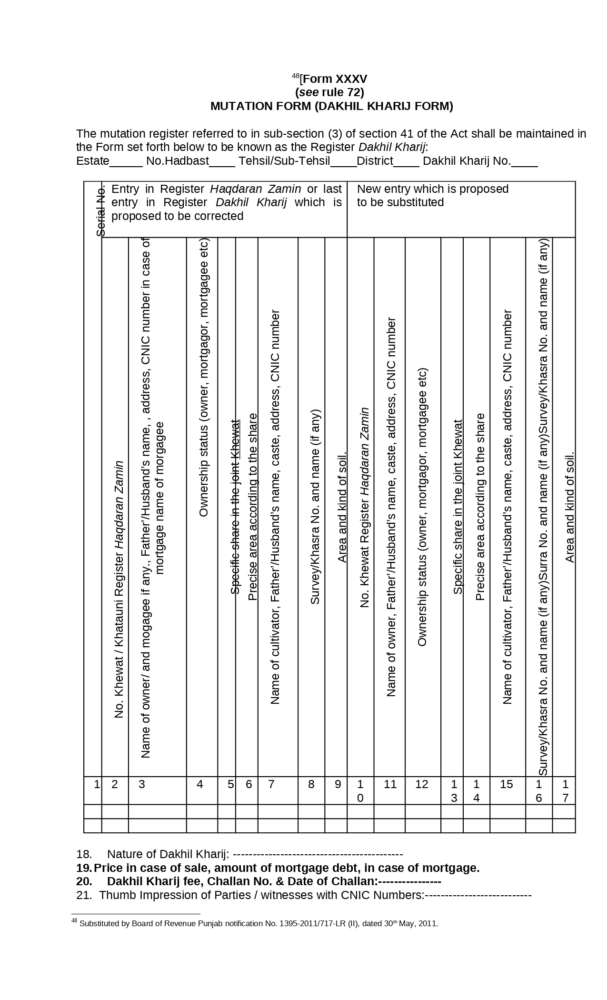 48[Form XXXV
(see rule 72)
MUTATION FORM (DAKHIL KHARIJ FORM)
The mutation register referred to in sub-section (3) of section 41 of the Act shall be maintained in
the Form set forth below to be known as the Register Dakhil Kharij:
Estate_____ No.Hadbast____ Tehsil/Sub-Tehsil____District____ Dakhil Kharij No.____
Serial No.
Entry in Register Haqdaran Zamin or last
entry in Register Dakhil Kharij which is
proposed to be corrected
New entry which is proposed
to be substituted
No. Khewat / Khatauni Register Haqdaran Zamin
Name of owner/ and mogagee if any., Father’/Husband’s name, , address, CNIC number in case of
mortgage name of morgagee
Ownership status (owner, mortgagor, mortgagee etc)
Specific share in the joint Khewat
Precise area according to the share
Name of cultivator, Father’/Husband’s name, caste, address, CNIC number
Survey/Khasra No. and name (if any)
Area and kind of soil.
No. Khewat Register Haqdaran Zamin
Name of owner, Father’/Husband’s name, caste, address, CNIC number
Ownership status (owner, mortgagor, mortgagee etc)
Specific share in the joint Khewat
Precise area according to the share
Name of cultivator, Father’/Husband’s name, caste, address, CNIC number
Survey/Khasra No. and name (if any)Surra No. and name (if any)Survey/Khasra No. and name (if any)
Area and kind of soil.
1 2 3 4 5 6 7 8 9 10 11 12 13 14 15 16 17
18. Nature of Dakhil Kharij: -------------------------------------------
19. Price in case of sale, amount of mortgage debt, in case of mortgage.
20. Dakhil Kharij fee, Challan No. & Date of Challan:----------------
21. Thumb Impression of Parties / witnesses with CNIC Numbers:---------------------------
48 Substituted by Board of Revenue Punjab notification No. 1395-2011/717-LR (II), dated 30th May, 2011.